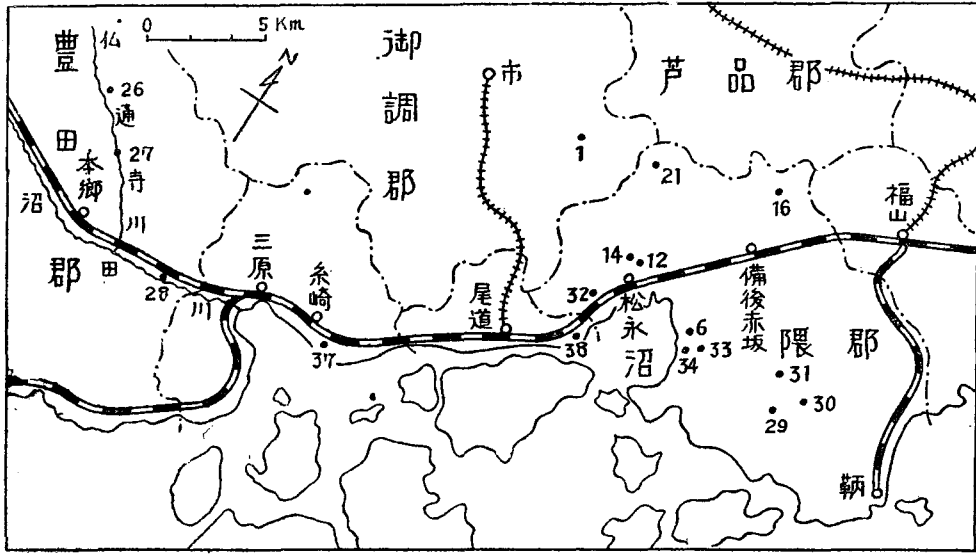 0 5 Km
N
豊田郡
御調郡
芦品郡
沼隈郡
仏通寺川
沼田川
本郷
三原
糸崎
尾道
市
松永
備後赤坂
福山
鞆
26
27
28
37
38
32
14
12
1
21
16
6
33
34
31
30
29